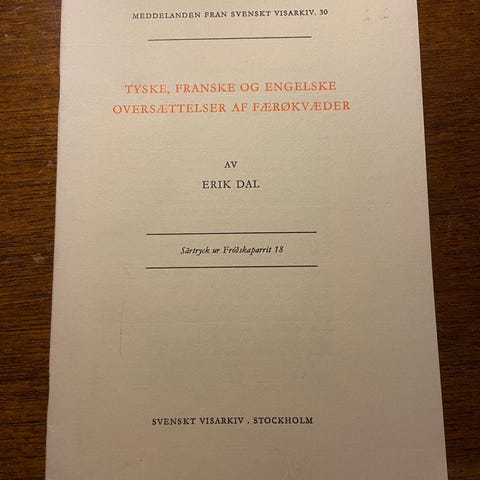 MEDDELANDEN FRÅN SVENSKT VISARKIV. 30
TYSKE, FRANSKE OG ENGELSKE
OVERSÆTTELSER AF FÆRØKVÆDER
AV
ERIK DAL
Särtryck ur Fróðskaparrit 18
SVENSKT VISARKIV . STOCKHOLM